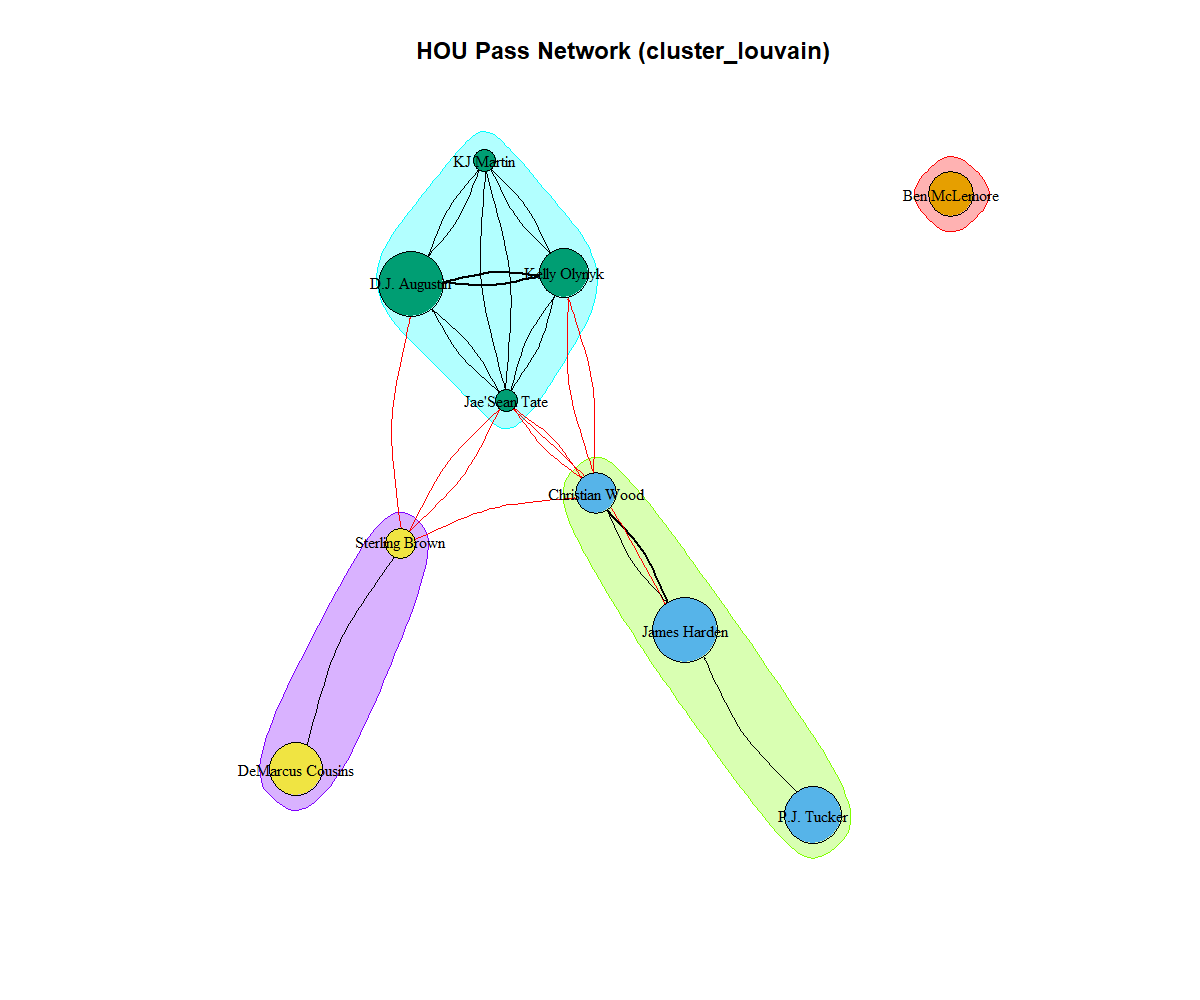 HOU Pass Network (cluster_louvain)
KJ Martin
Ben McLemore
D.J. Augustin
Kelly Olynyk
Jae'Sean Tate
Christian Wood
Sterling Brown
James Harden
DeMarcus Cousins
P.J. Tucker